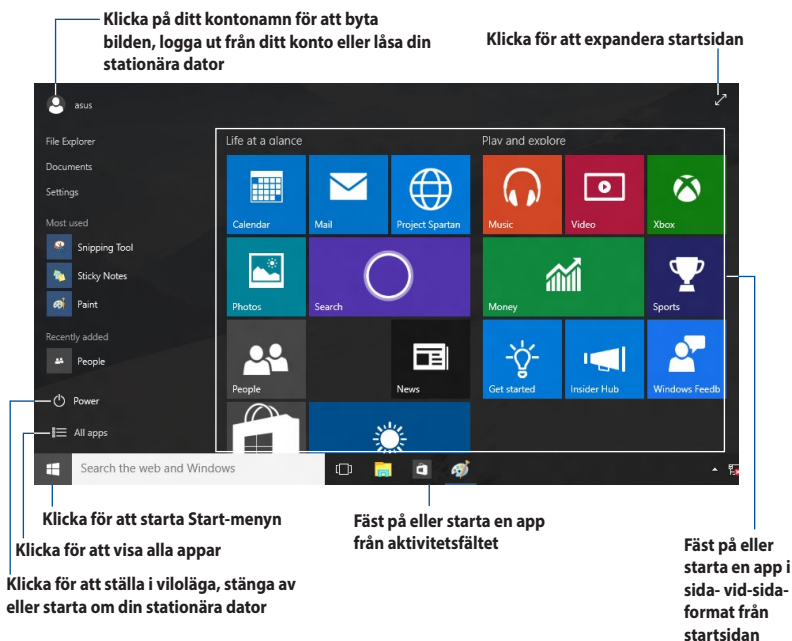 Klicka på ditt kontonamn för att byta
bilden, logga ut från ditt konto eller låsa din
stationära dator
Klicka för att expandera startsidan
asus
File Explorer
Documents
Settings
Most used
Snipping Tool
Sticky Notes
Paint
Recently added
People
Power
All apps
Life at a glance
Play and explore
Calendar
Mail
Project Spartan
Music
Video
Xbox
Photos
Search
Money
Sports
People
News
Get started
Insider Hub
Windows Feedb
Search the web and Windows
Klicka för att starta Start-menyn
Klicka för att visa alla appar
Klicka för att ställa i viloläga, stänga av
eller starta om din stationära dator
Fäst på eller starta en app
från aktivitetsfältet
Fäst på eller
starta en app i
sida- vid-sida-
format från
startsidan